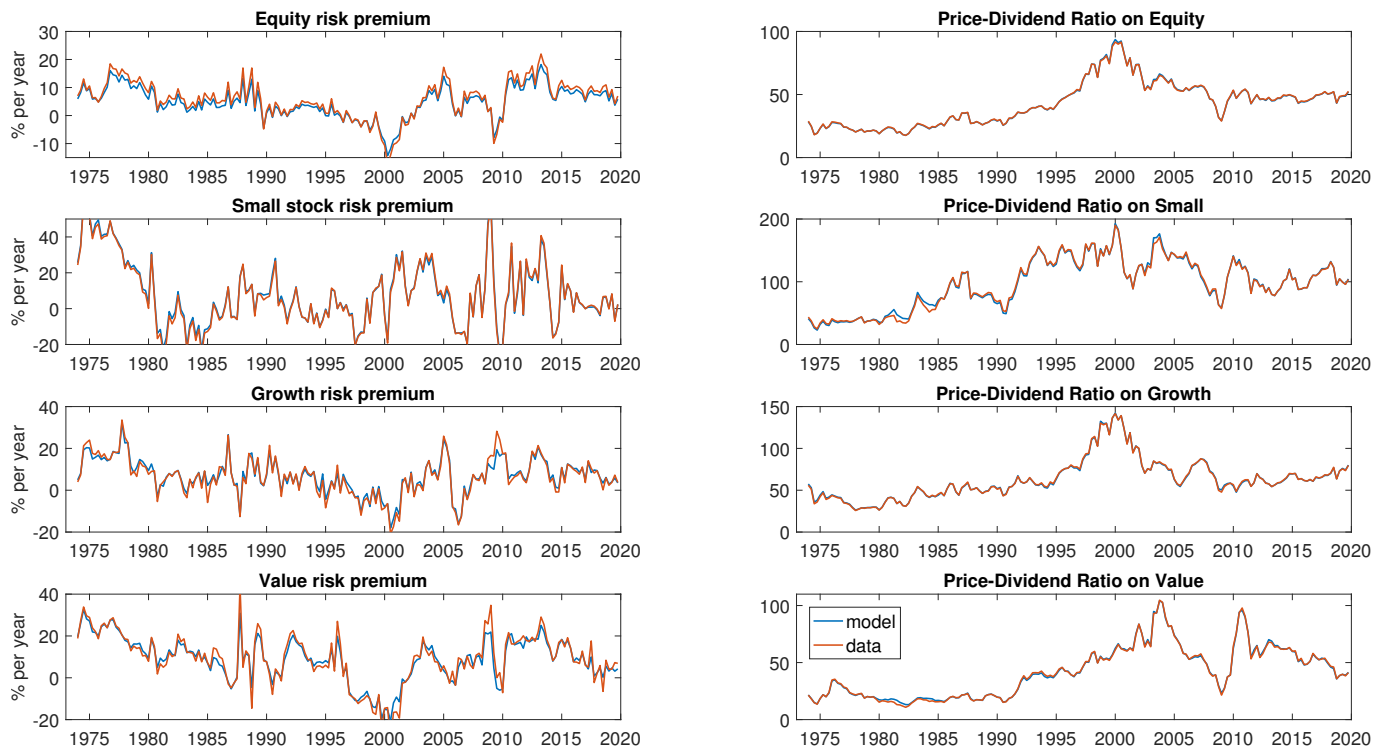 Equity risk premium
30
20
10
0
-10
% per year
1975 1980 1985 1990 1995 2000 2005 2010 2015 2020
Price-Dividend Ratio on Equity
100
50
0
1975 1980 1985 1990 1995 2000 2005 2010 2015 2020
Small stock risk premium
40
20
0
-20
% per year
1975 1980 1985 1990 1995 2000 2005 2010 2015 2020
Price-Dividend Ratio on Small
200
100
0
1975 1980 1985 1990 1995 2000 2005 2010 2015 2020
Growth risk premium
40
20
0
-20
% per year
1975 1980 1985 1990 1995 2000 2005 2010 2015 2020
Price-Dividend Ratio on Growth
150
100
50
0
1975 1980 1985 1990 1995 2000 2005 2010 2015 2020
Value risk premium
40
20
0
-20
% per year
1975 1980 1985 1990 1995 2000 2005 2010 2015 2020
Price-Dividend Ratio on Value
100
50
0
model
data
1975 1980 1985 1990 1995 2000 2005 2010 2015 2020